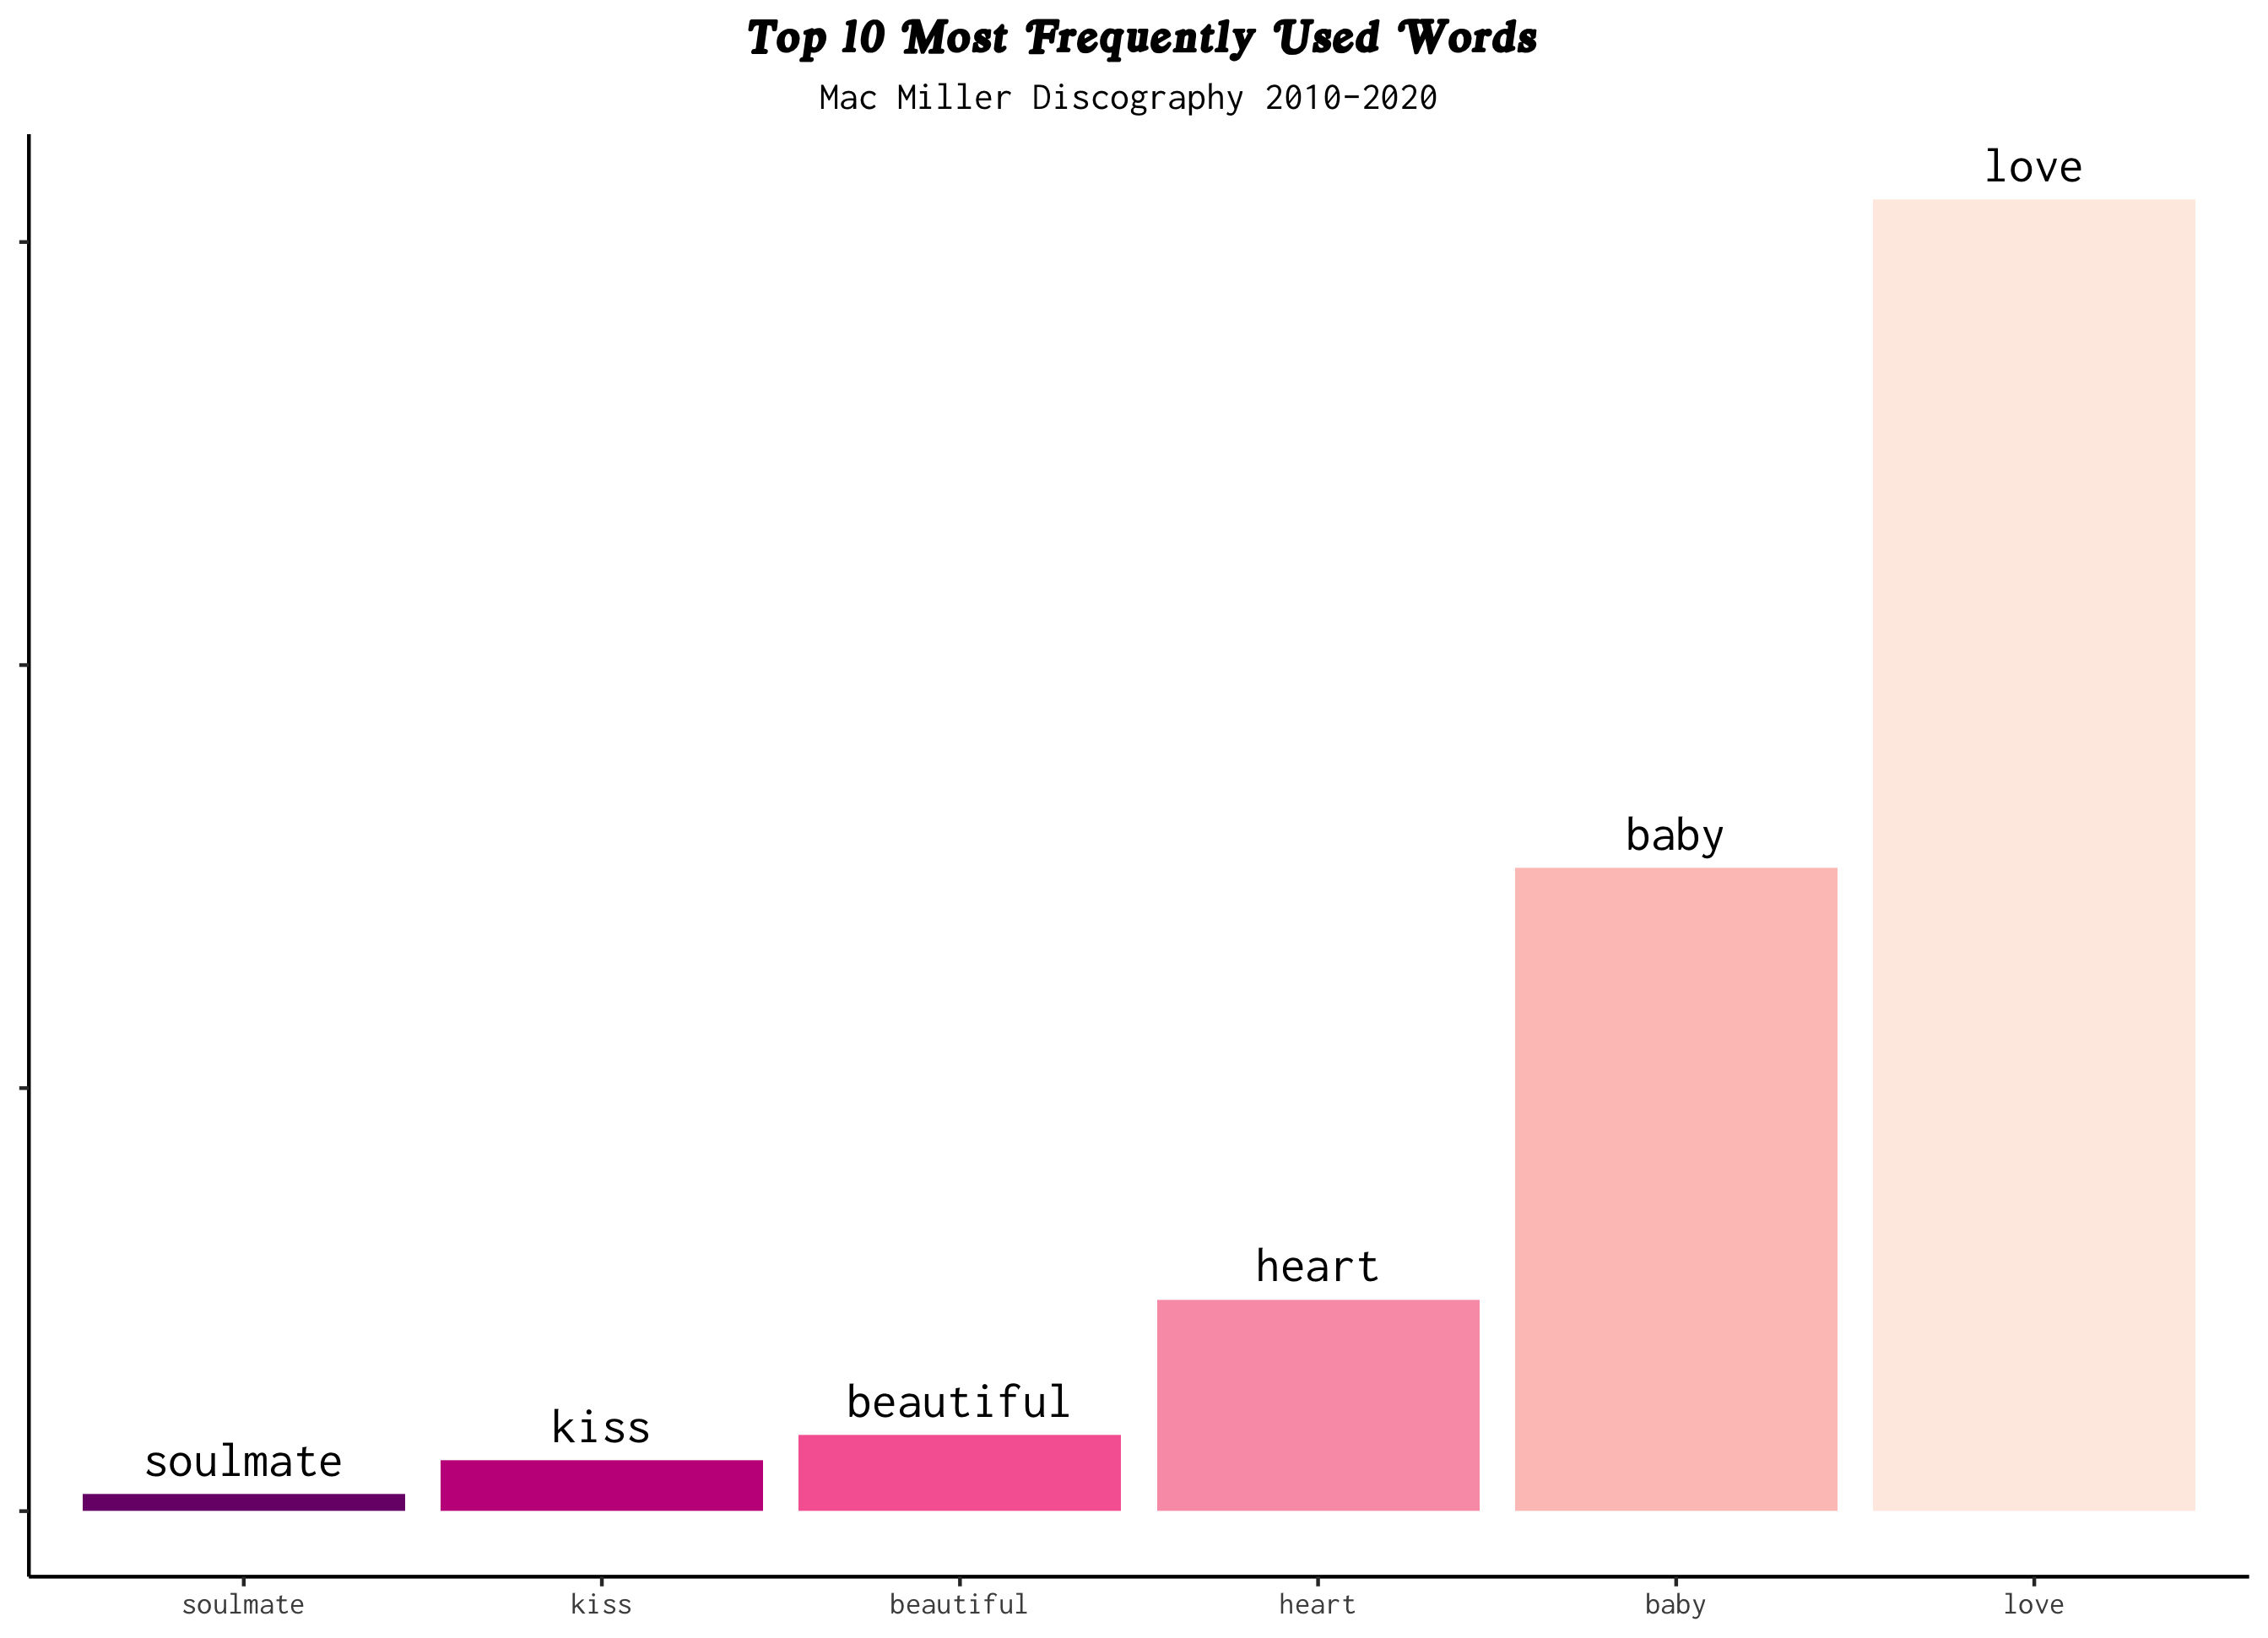 Top 10 Most Frequently Used Words
Mac Miller Discography 2010-2020
love
baby
heart
beautiful
kiss
soulmate
soulmate kiss beautiful heart baby love